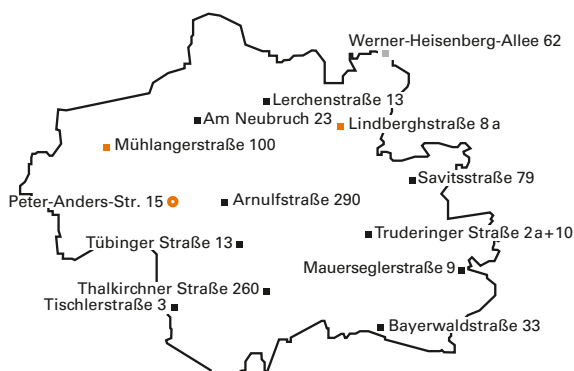 Werner-Heisenberg-Allee 62
Lerchenstraße 13
Am Neubruch 23
Lindberghstraße 8 a
Mühlangerstraße 100
Savitsstraße 79
Peter-Anders-Str. 15
Arnulfstraße 290
Truderinger Straße 2a+10
Tübinger Straße 13
Mauerseglerstraße 9
Thalkirchner Straße 260
Tischlerstraße 3
Bayerwaldstraße 33